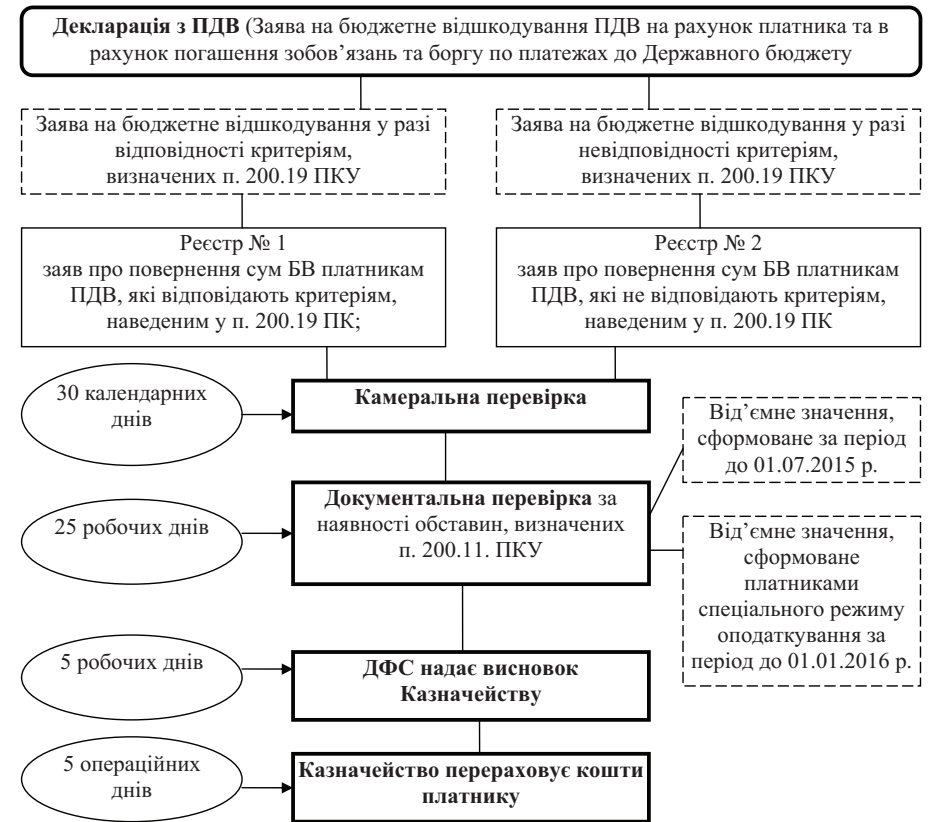 Декларація з ПДВ (Заява на бюджетне відшкодування ПДВ на рахунок платника та в
рахунок погашення зобов’язань та боргу по платежах до Державного бюджету
Заява на бюджетне відшкодування у разі
відповідності критеріям,
визначених п. 200.19 ПКУ
Заява на бюджетне відшкодування у разі
невідповідності критеріям,
визначених п. 200.19 ПКУ
Реєстр № 1
заяв про повернення сум БВ платникам
ПДВ, які відповідають критеріям,
наведеним у п. 200.19 ПК;
Реєстр № 2
заяв про повернення сум БВ платникам
ПДВ, які не відповідають критеріям,
наведеним у п. 200.19 ПК
30 календарних
днів
Камеральна перевірка
Від’ємне значення,
сформоване за період
до 01.07.2015 р.
25 робочих днів
Документальна перевірка за
наявності обставин, визначених
п. 200.11. ПКУ
Від’ємне значення,
сформоване
платниками
спеціального режиму
оподаткування за
період до 01.01.2016 р.
5 робочих днів
ДФС надає висновок
Казначейству
5 операційних
днів
Казначейство перераховує кошти
платнику